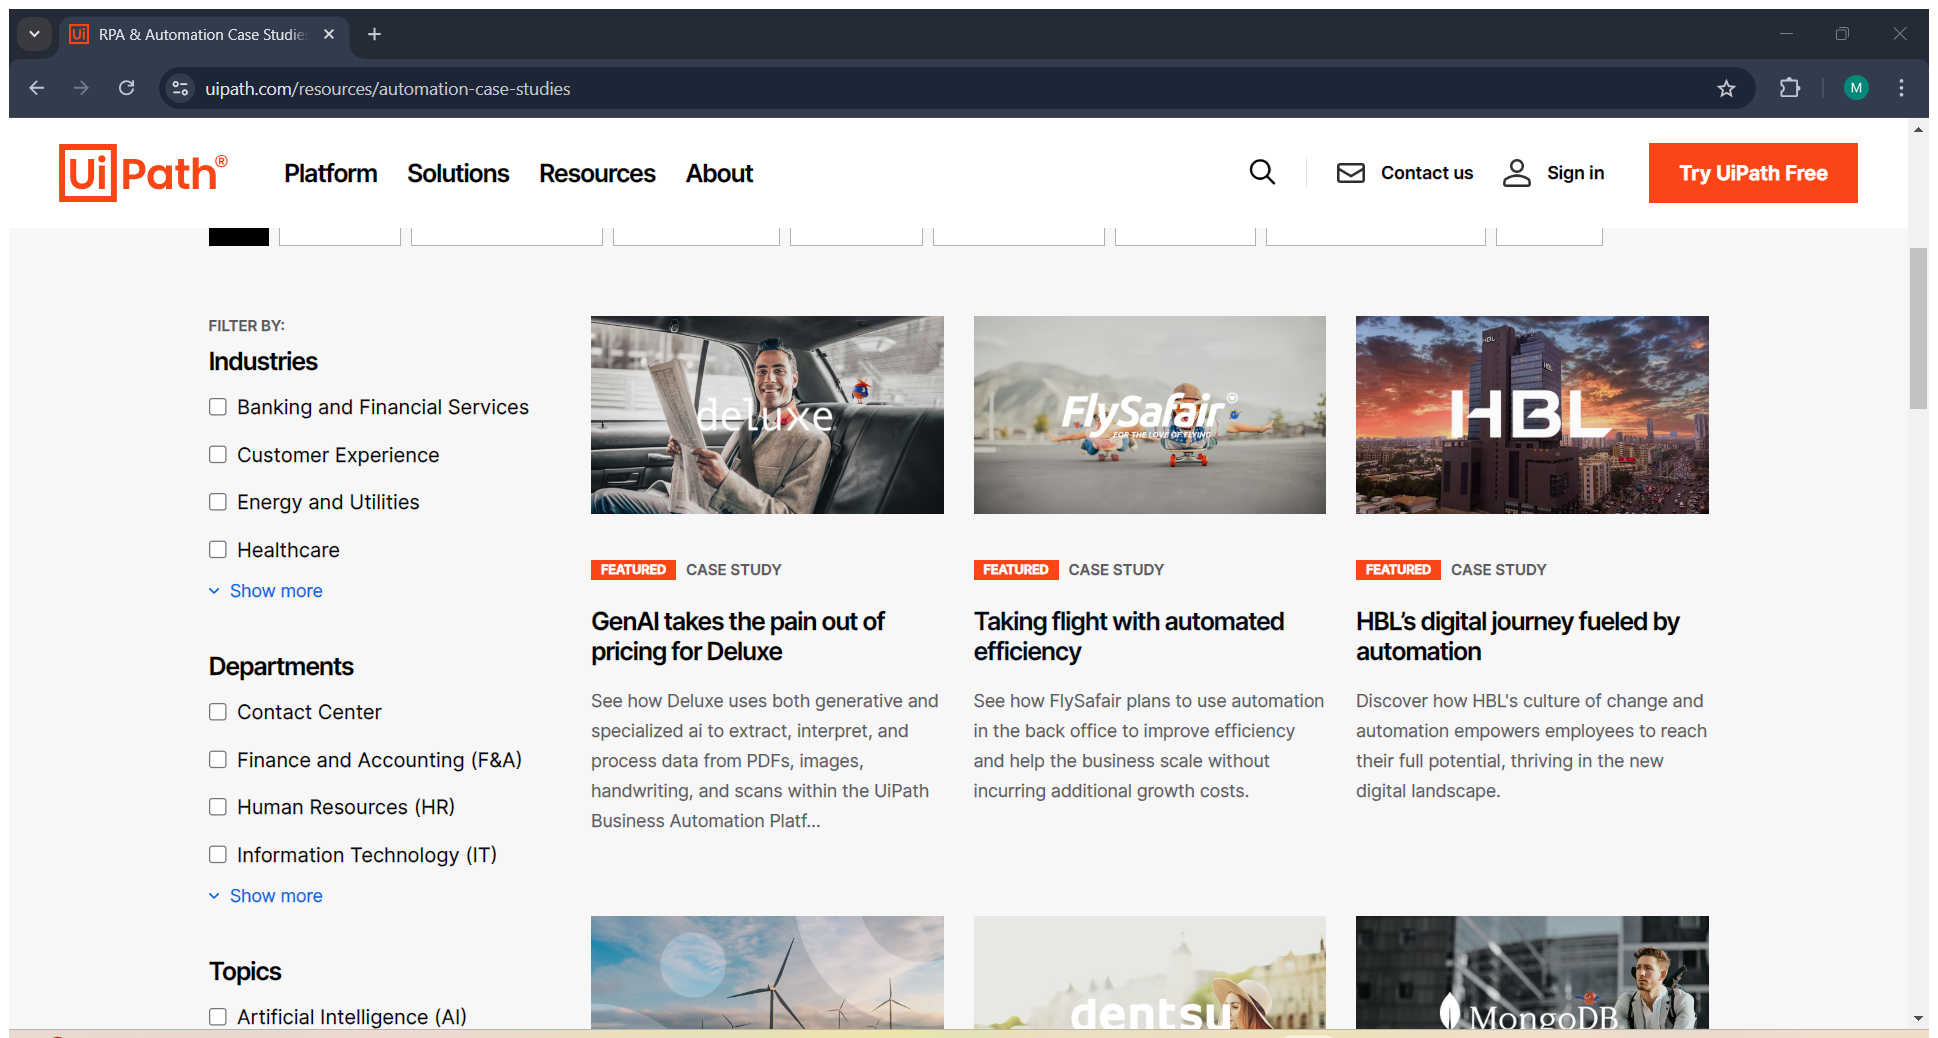 RPA & Automation Case Studies
uipath.com/resources/automation-case-studies
M
UiPath®
Platform
Solutions
Resources
About
Contact us
Sign in
Try UiPath Free
FILTER BY:
Industries
Banking and Financial Services
Customer Experience
Energy and Utilities
Healthcare
Show more
Departments
Contact Center
Finance and Accounting (F&A)
Human Resources (HR)
Information Technology (IT)
Show more
Topics
Artificial Intelligence (AI)
deluxe
FEATURED CASE STUDY
GenAI takes the pain out of
pricing for Deluxe
See how Deluxe uses both generative and
specialized ai to extract, interpret, and
process data from PDFs, images,
handwriting, and scans within the UiPath
Business Automation Platf...
FlySafair
FOR THE LOVE OF FLYING
FEATURED CASE STUDY
Taking flight with automated
efficiency
See how FlySafair plans to use automation
in the back office to improve efficiency
and help the business scale without
incurring additional growth costs.
HBL
HBL
HBL
FEATURED CASE STUDY
HBL’s digital journey fueled by
automation
Discover how HBL's culture of change and
automation empowers employees to reach
their full potential, thriving in the new
digital landscape.
dentsu
MongoDB